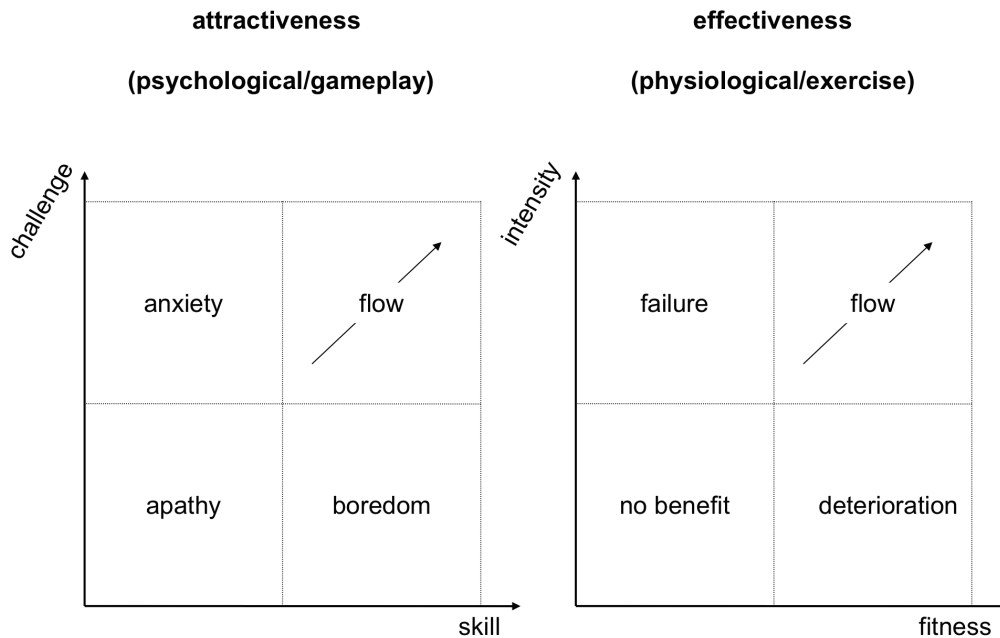 attractiveness
(psychological/gameplay)
challenge
anxiety
flow
apathy
boredom
skill
effectiveness
(physiological/exercise)
intensity
failure
flow
no benefit
deterioration
fitness